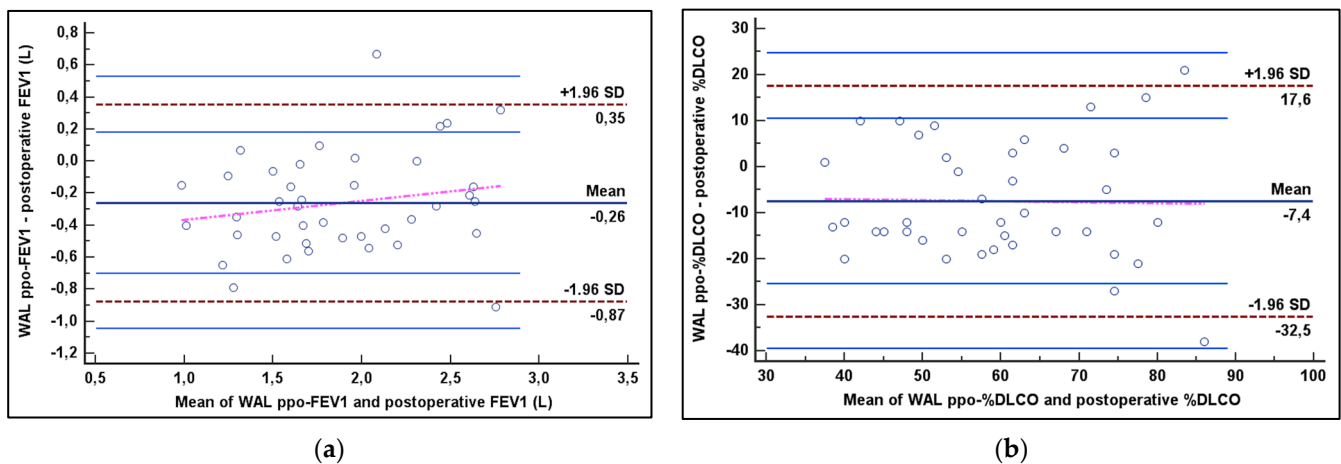 WAL ppo-FEV1 - postoperative FEV1 (L)
0,8
0,6
0,4
0,2
0,0
-0,2
-0,4
-0,6
-0,8
-1,0
-1,2
+1.96 SD
0,35
Mean
-0,26
-1.96 SD
-0,87
0,5 1,0 1,5 2,0 2,5 3,0 3,5
Mean of WAL ppo-FEV1 and postoperative FEV1 (L)
(a)
WAL ppo-%DLCO - postoperative %DLCO
30
20
10
0
-10
-20
-30
-40
+1.96 SD
17,6
Mean
-7,4
-1.96 SD
-32,5
30 40 50 60 70 80 90 100
Mean of WAL ppo-%DLCO and postoperative %DLCO
(b)